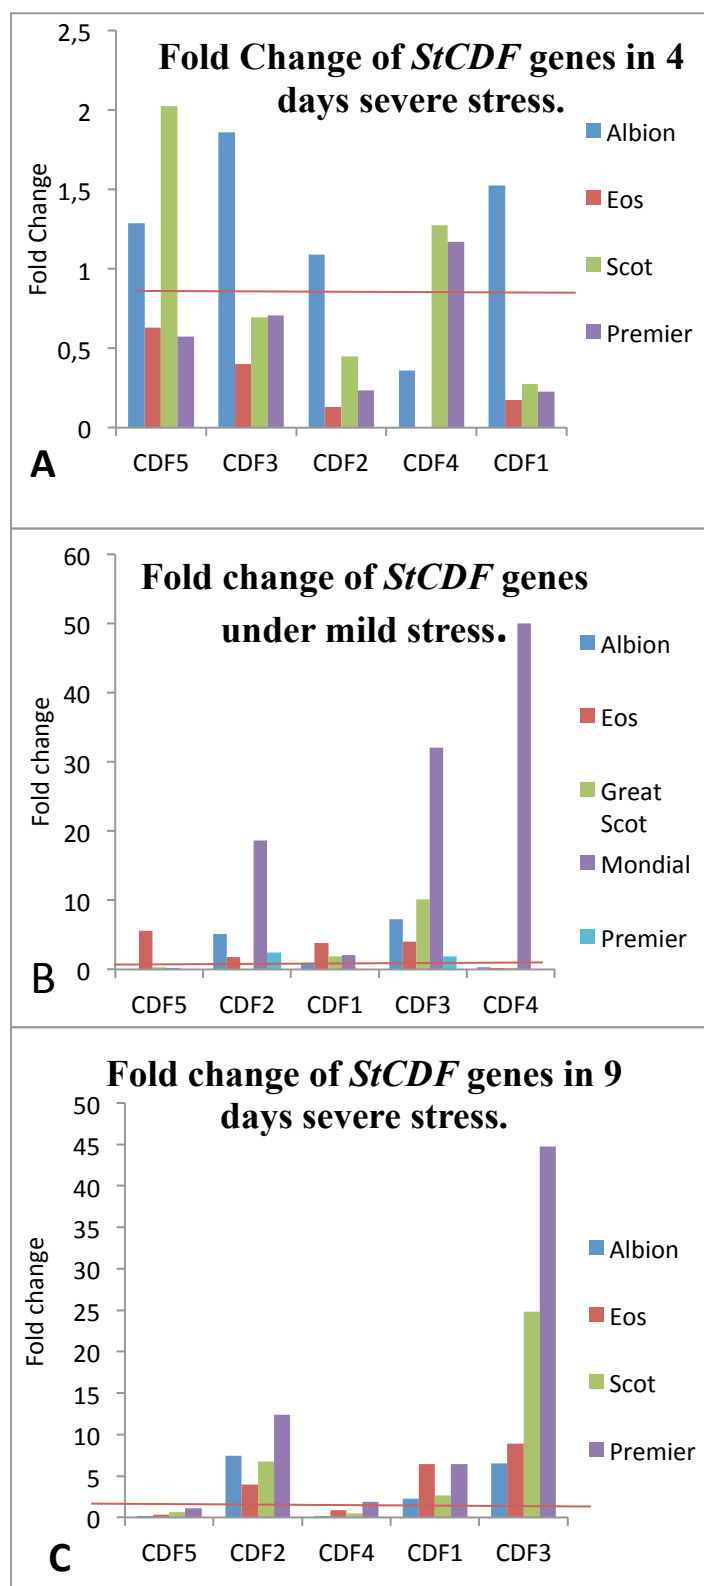 Fold Change of StCDF genes in 4
days severe stress.
Fold Change
2,5
2
1,5
1
0,5
0
CDF5 CDF3 CDF2 CDF4 CDF1
Albion
Eos
Scot
Premier
A
Fold change of StCDF genes
under mild stress.
Fold change
60
50
40
30
20
10
0
CDF5 CDF2 CDF1 CDF3 CDF4
Albion
Eos
Great
Scot
Mondial
Premier
B
Fold change of StCDF genes in 9
days severe stress.
Fold change
50
45
40
35
30
25
20
15
10
5
0
CDF5 CDF2 CDF4 CDF1 CDF3
Albion
Eos
Scot
Premier
C